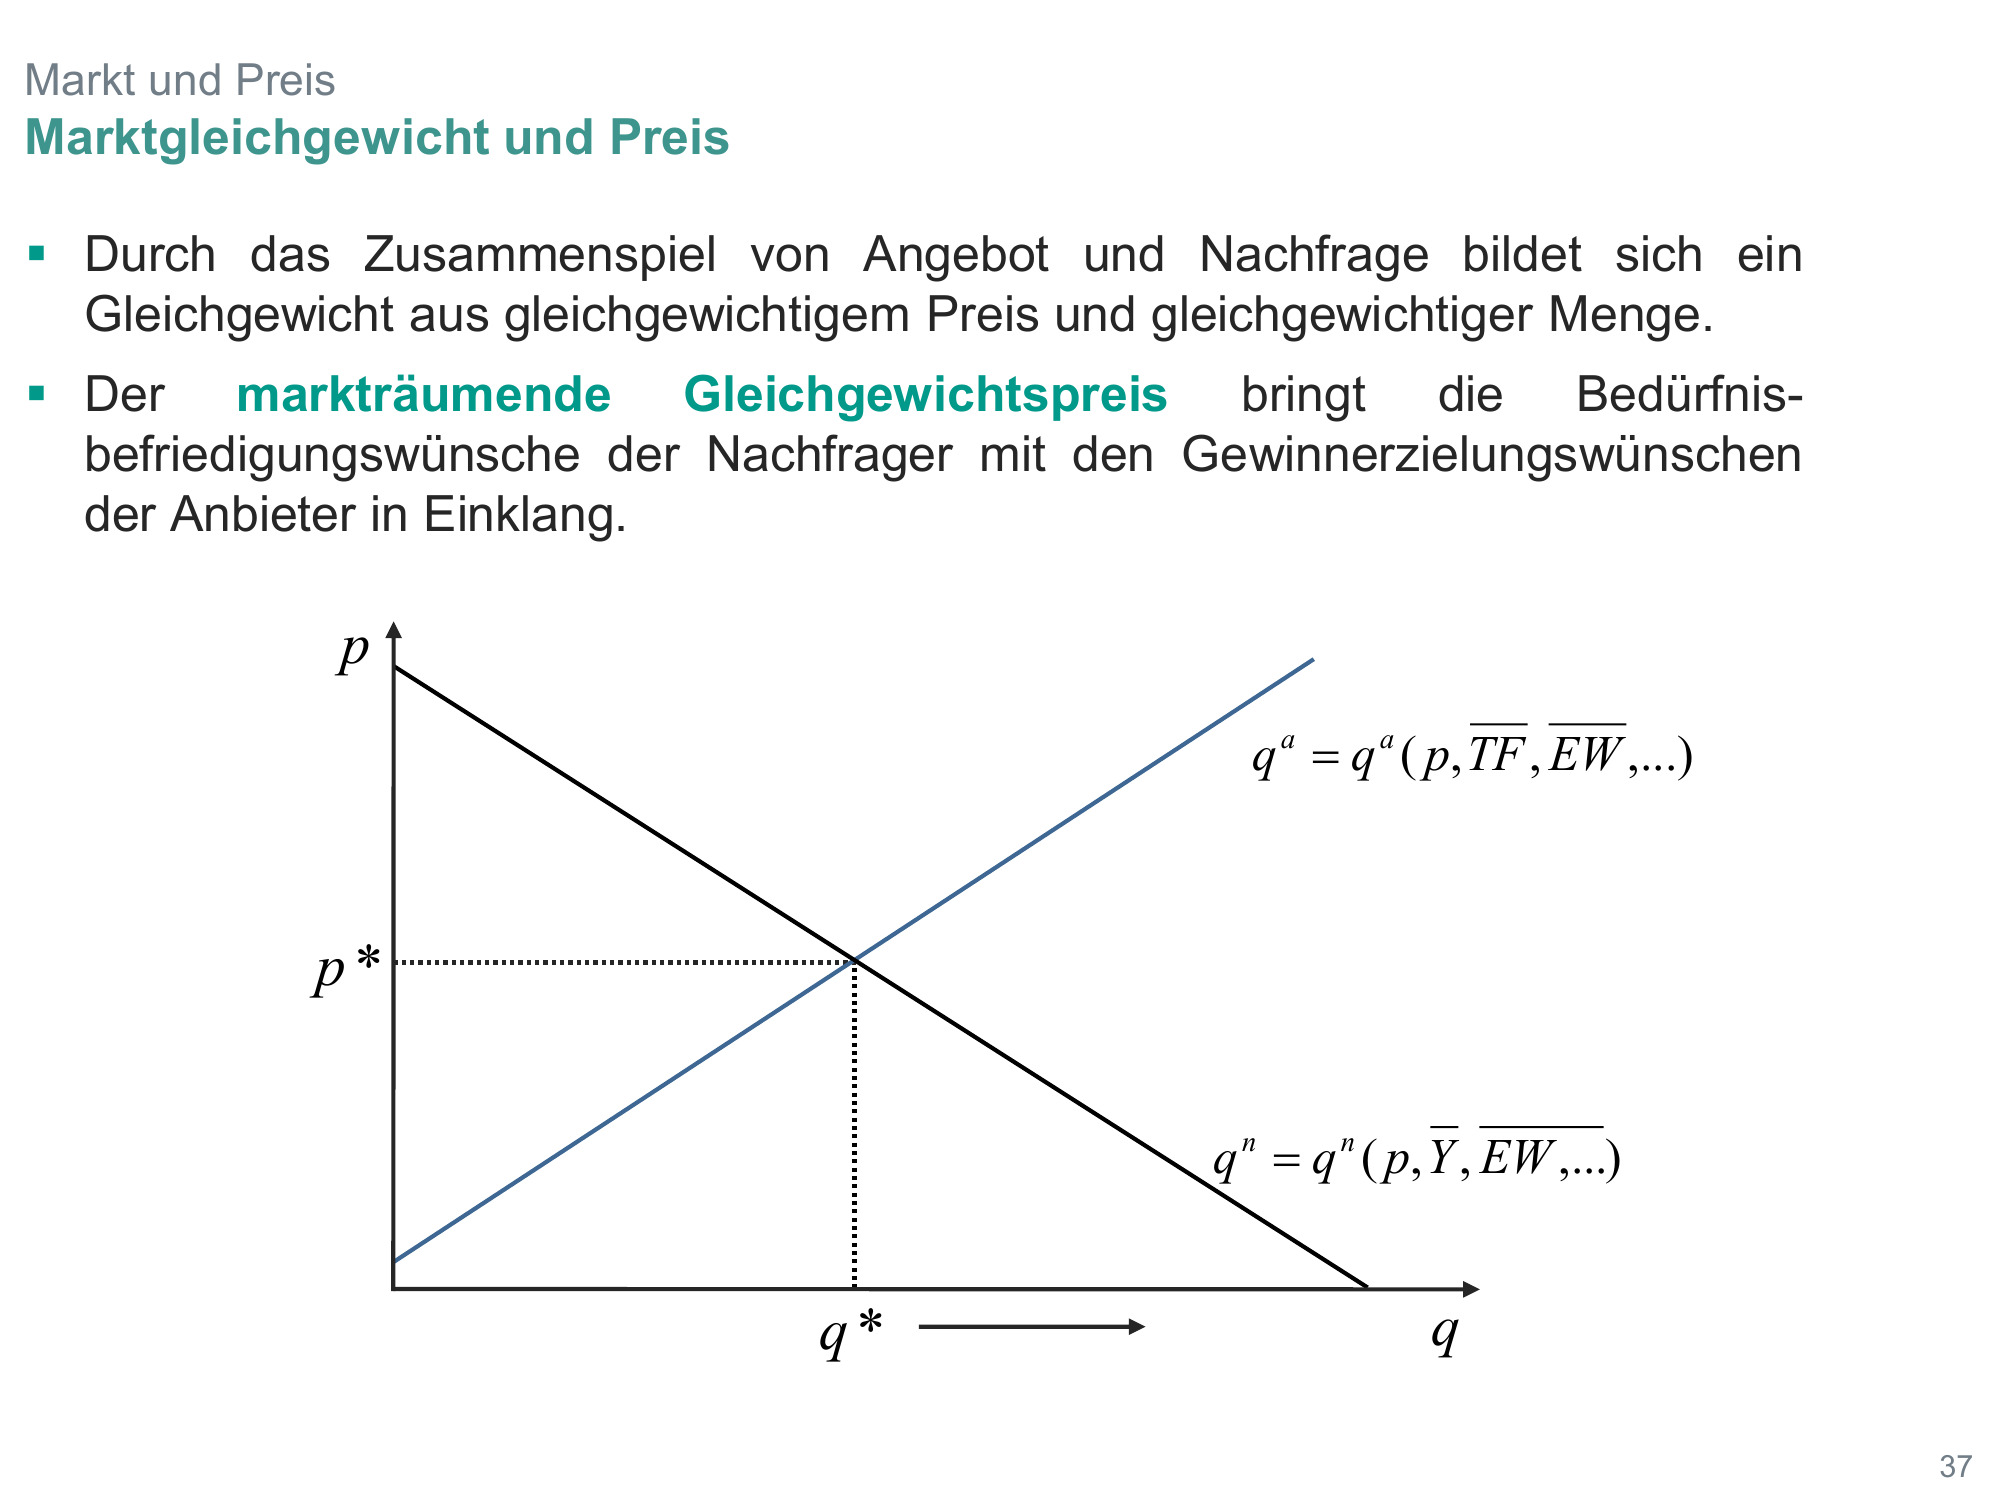 Markt und Preis
Marktgleichgewicht und Preis
▪ Durch das Zusammenspiel von Angebot und Nachfrage bildet sich ein
Gleichgewicht aus gleichgewichtigem Preis und gleichgewichtiger Menge.
▪ Der markträumende Gleichgewichtspreis bringt die Bedürfnis-
befriedigungswünsche der Nachfrager mit den Gewinnerzielungswünschen
der Anbieter in Einklang.
p
q^a = q^a(p, \overline{TF}, \overline{EW},...)
p*
q^n = q^n(p, \overline{Y}, \overline{EW,...})
q*
q
37